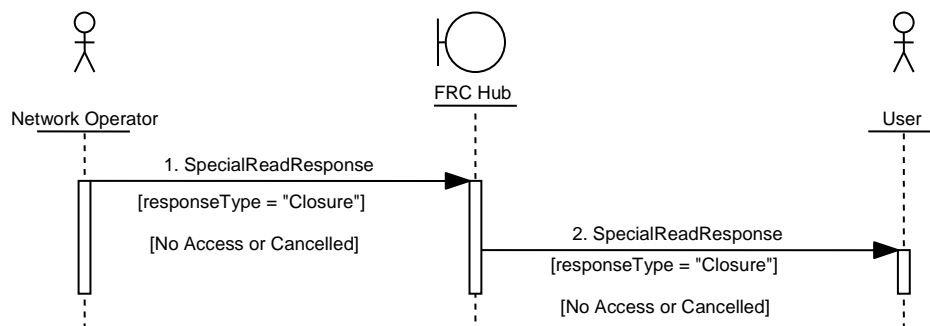 FRC Hub
Network Operator
User
1. SpecialReadResponse
[responseType = "Closure"]
[No Access or Cancelled]
2. SpecialReadResponse
[responseType = "Closure"]
[No Access or Cancelled]